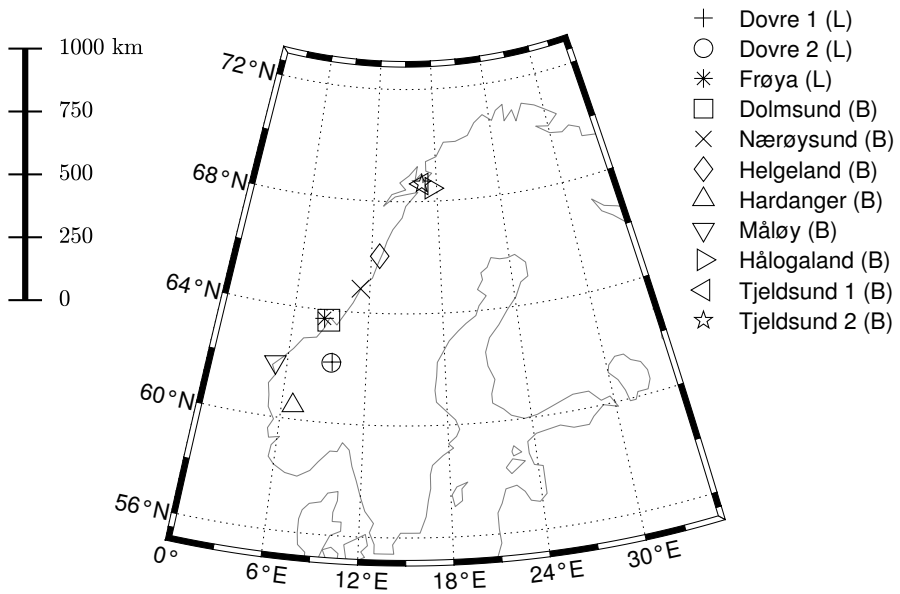 1000 km
750
500
250
0
72°N
68°N
64°N
60°N
56°N
0°
6°E
12°E
18°E
24°E
30°E
Dovre 1 (L)
Dovre 2 (L)
Frøya (L)
Dolmsund (B)
Nærøysund (B)
Helgeland (B)
Hardanger (B)
Måløy (B)
Hålogaland (B)
Tjeldsund 1 (B)
Tjeldsund 2 (B)